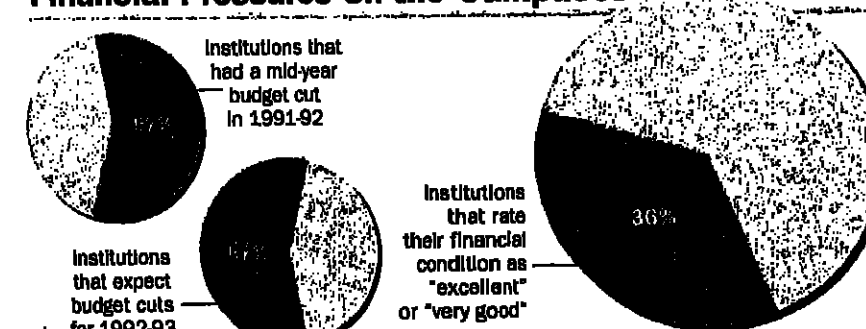 Financial Pressures on the Campuses
Institutions that
had a mid-year
budget cut
in 1991-92
57%
Institutions
that expect
budget cuts
for 1992-93
Institutions
that rate
their financial
condition as
"excellent"
or "very good"
36%